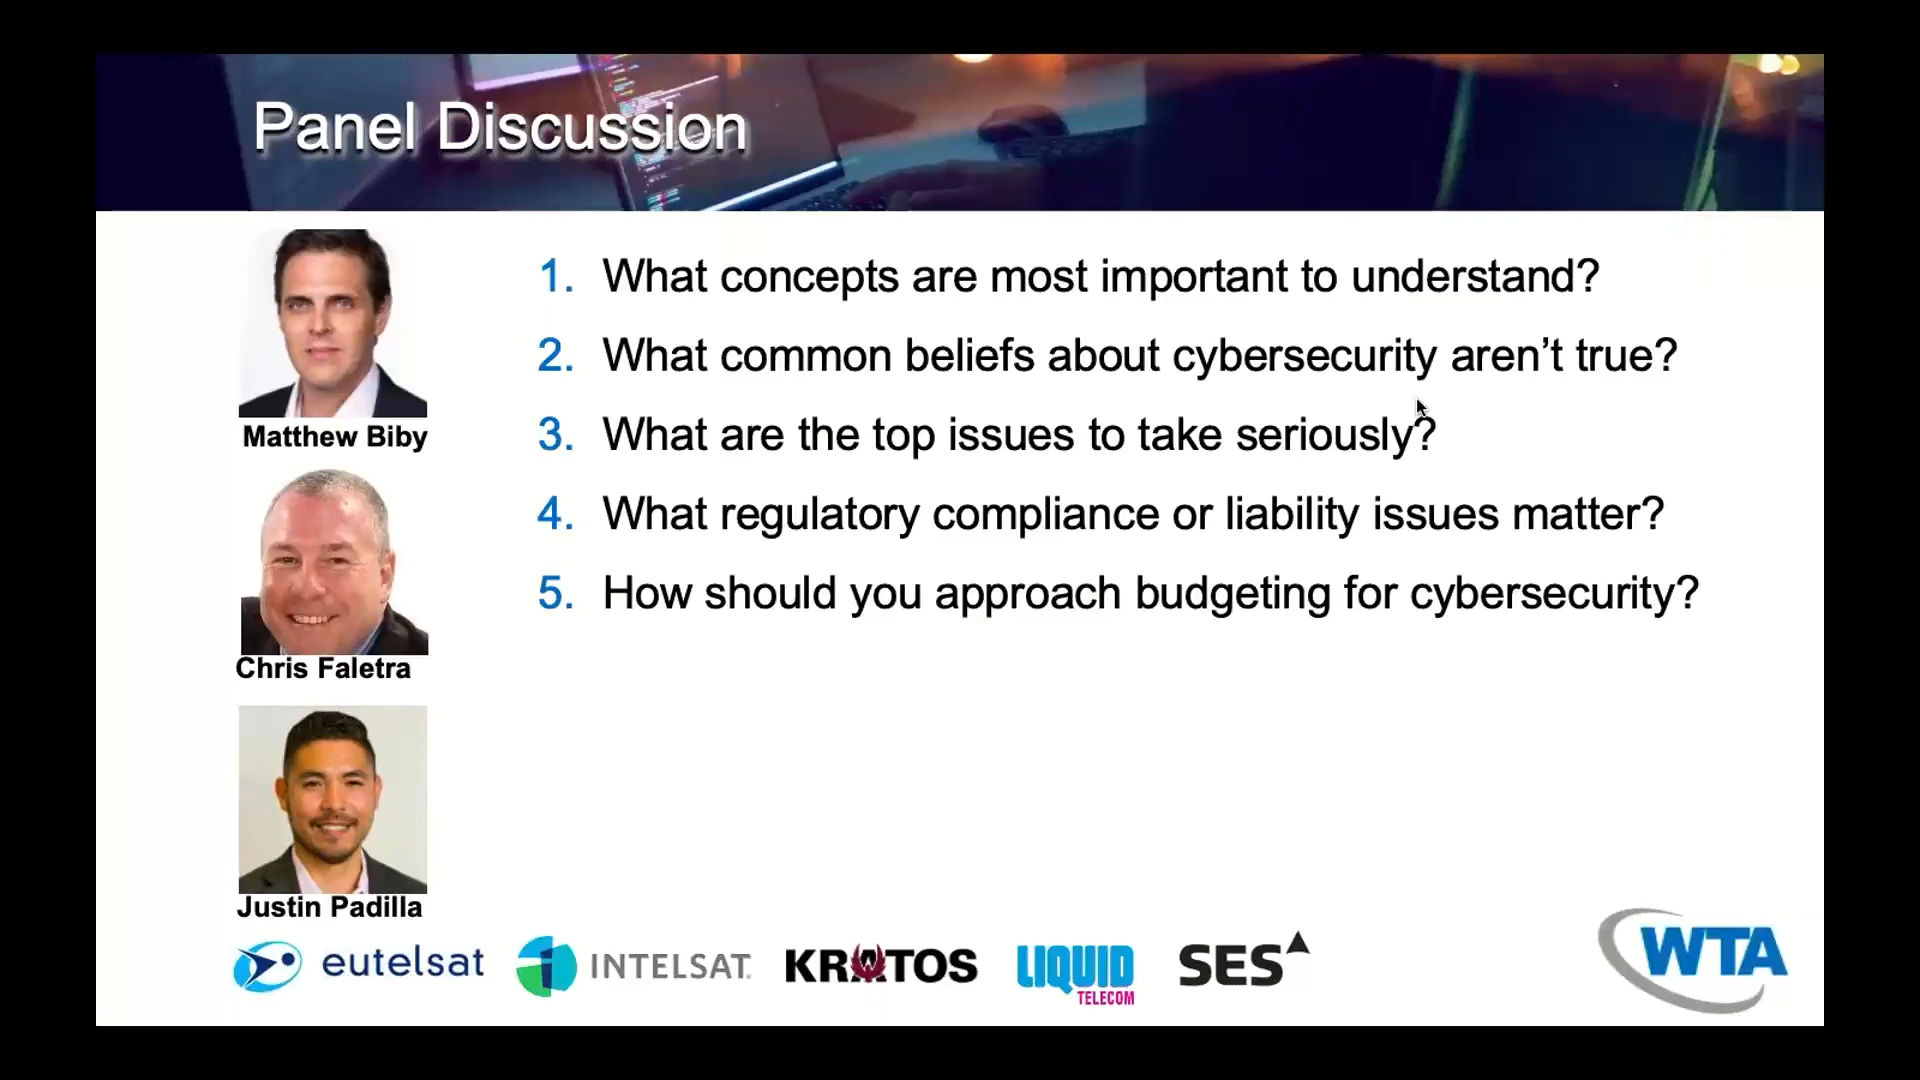 Panel Discussion
Matthew Biby
Chris Faletra
Justin Padilla
1. What concepts are most important to understand?
2. What common beliefs about cybersecurity aren’t true?
3. What are the top issues to take seriously?
4. What regulatory compliance or liability issues matter?
5. How should you approach budgeting for cybersecurity?
eutelsat
INTELSAT
KRATOS
LIQUID
TELECOM
SES
WTA